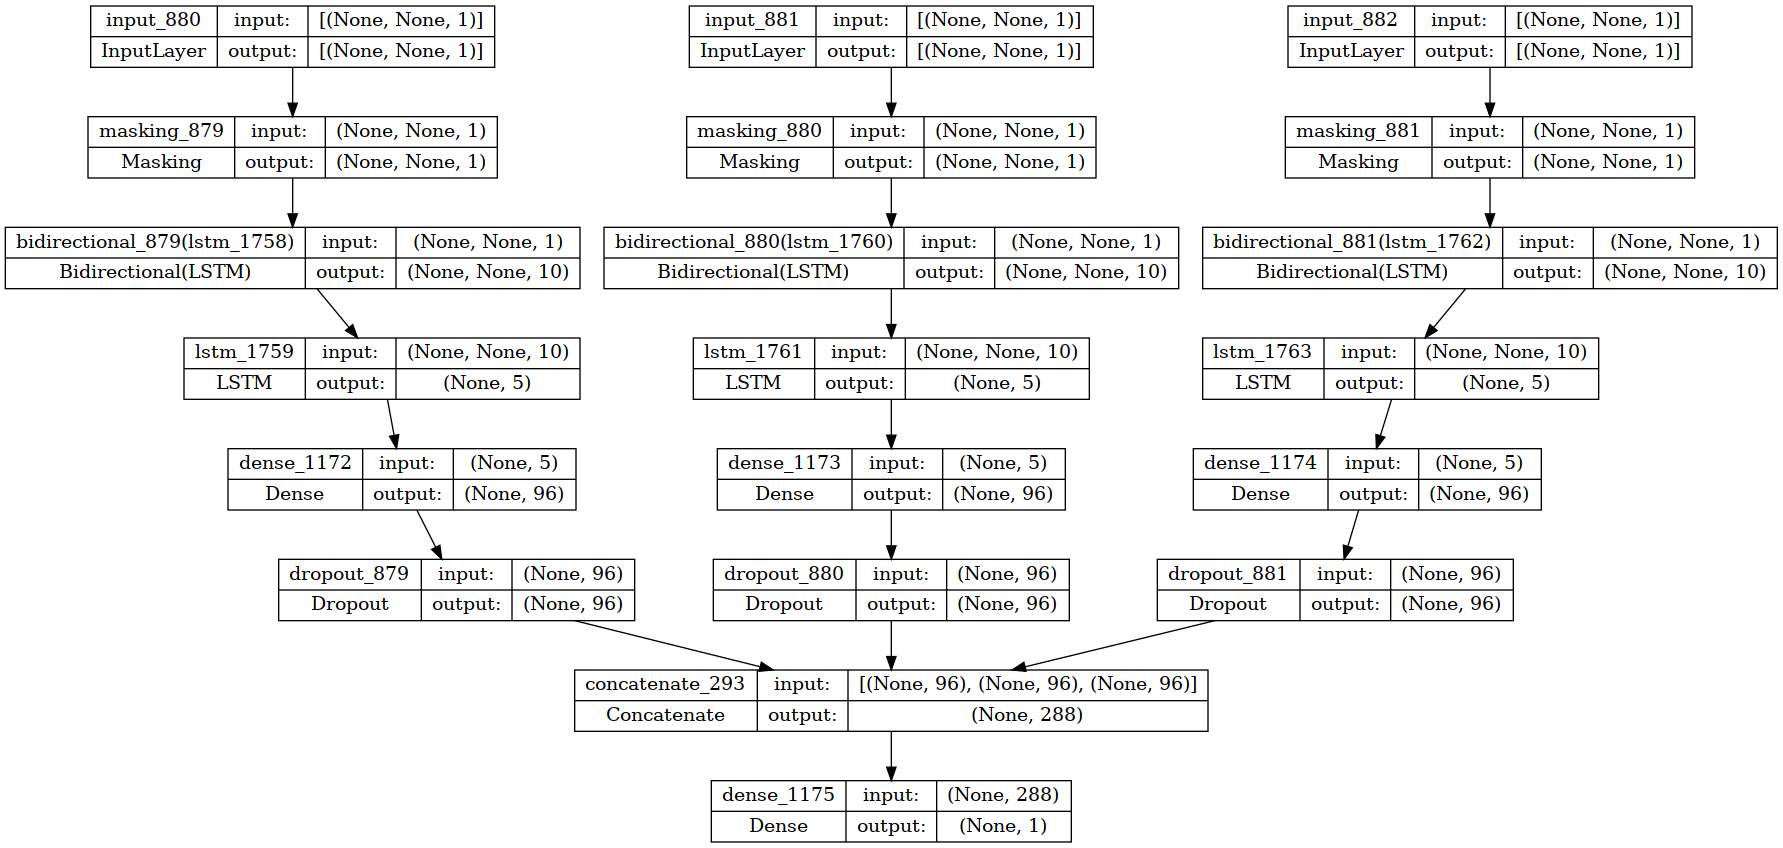 input_880 input: [(None, None, 1)]
InputLayer output: [(None, None, 1)]
input_881 input: [(None, None, 1)]
InputLayer output: [(None, None, 1)]
input_882 input: [(None, None, 1)]
InputLayer output: [(None, None, 1)]
masking_879 input: (None, None, 1)
Masking output: (None, None, 1)
masking_880 input: (None, None, 1)
Masking output: (None, None, 1)
masking_881 input: (None, None, 1)
Masking output: (None, None, 1)
bidirectional_879(lstm_1758) input: (None, None, 1)
Bidirectional(LSTM) output: (None, None, 10)
bidirectional_880(lstm_1760) input: (None, None, 1)
Bidirectional(LSTM) output: (None, None, 10)
bidirectional_881(lstm_1762) input: (None, None, 1)
Bidirectional(LSTM) output: (None, None, 10)
lstm_1759 input: (None, None, 10)
LSTM output: (None, 5)
lstm_1761 input: (None, None, 10)
LSTM output: (None, 5)
lstm_1763 input: (None, None, 10)
LSTM output: (None, 5)
dense_1172 input: (None, 5)
Dense output: (None, 96)
dense_1173 input: (None, 5)
Dense output: (None, 96)
dense_1174 input: (None, 5)
Dense output: (None, 96)
dropout_879 input: (None, 96)
Dropout output: (None, 96)
dropout_880 input: (None, 96)
Dropout output: (None, 96)
dropout_881 input: (None, 96)
Dropout output: (None, 96)
concatenate_293 input: [(None, 96), (None, 96), (None, 96)]
Concatenate output: (None, 288)
dense_1175 input: (None, 288)
Dense output: (None, 1)